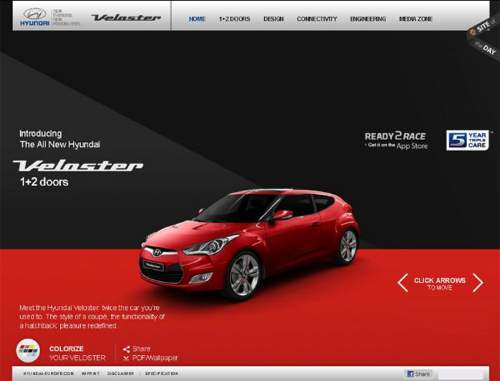 HYUNDAI
NEW THINKING.
NEW POSSIBILITIES.
Veloster
HOME
1+2 DOORS
DESIGN
CONNECTIVITY
ENGINEERING
MEDIA ZONE
SITE
the DAY
Introducing
The All New Hyundai
Veloster
1+2 doors
READY2RACE
Get it on the App Store
5 YEAR
TRIPLE
CARE
CLICK ARROWS
TO MOVE
Meet the Hyundai Veloster: twice the car you're
used to. The style of a coupé, the functionality of
a hatchback: pleasure redefined.
COLORIZE
YOUR VELOSTER
Share
PDF/Wallpaper
HYUNDAI-EUROPE.COM
IMPRINT
DISCLAIMER
SPECIFICATION
Share